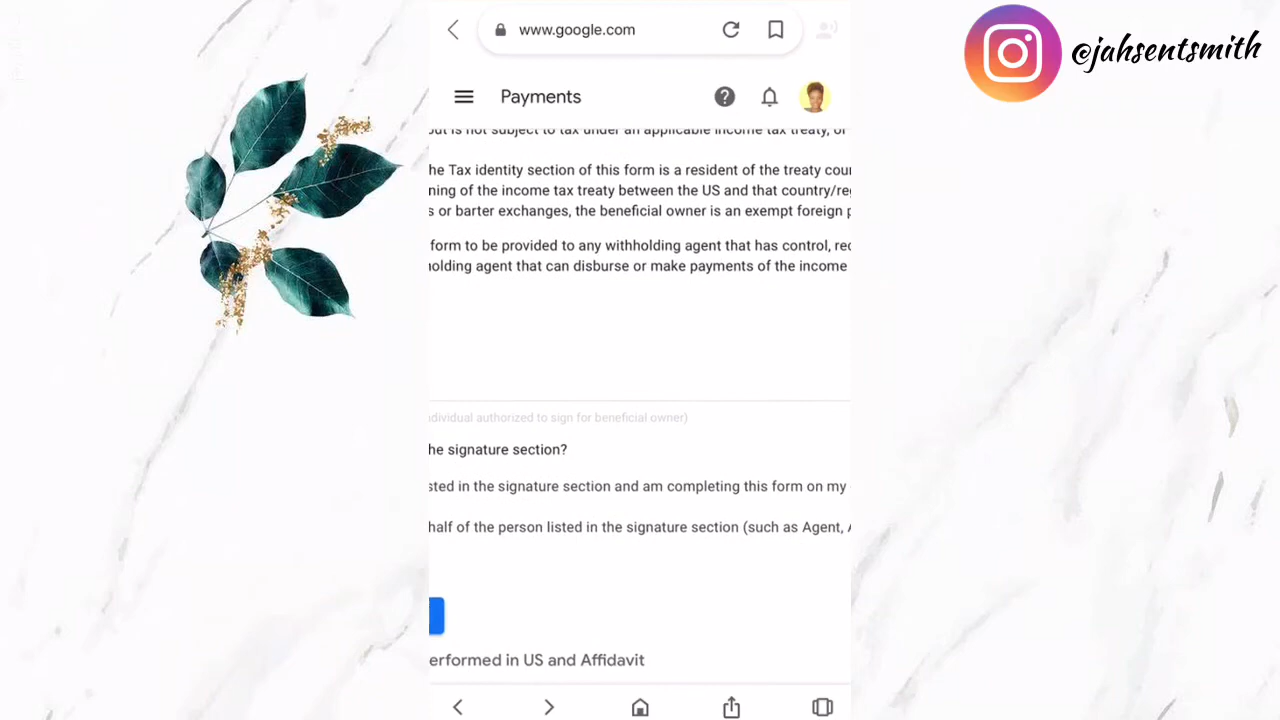 www.google.com
@jahsentsmith
Payments
out is not subject to tax under an applicable income tax treaty, or
he Tax identity section of this form is a resident of the treaty cou
ning of the income tax treaty between the US and that country/re
s or barter exchanges, the beneficial owner is an exempt foreign p
form to be provided to any withholding agent that has control, rec
holding agent that can disburse or make payments of the income
dividual authorized to sign for beneficial owner)
he signature section?
sted in the signature section and am completing this form on my
half of the person listed in the signature section (such as Agent, A
erformed in US and Affidavit